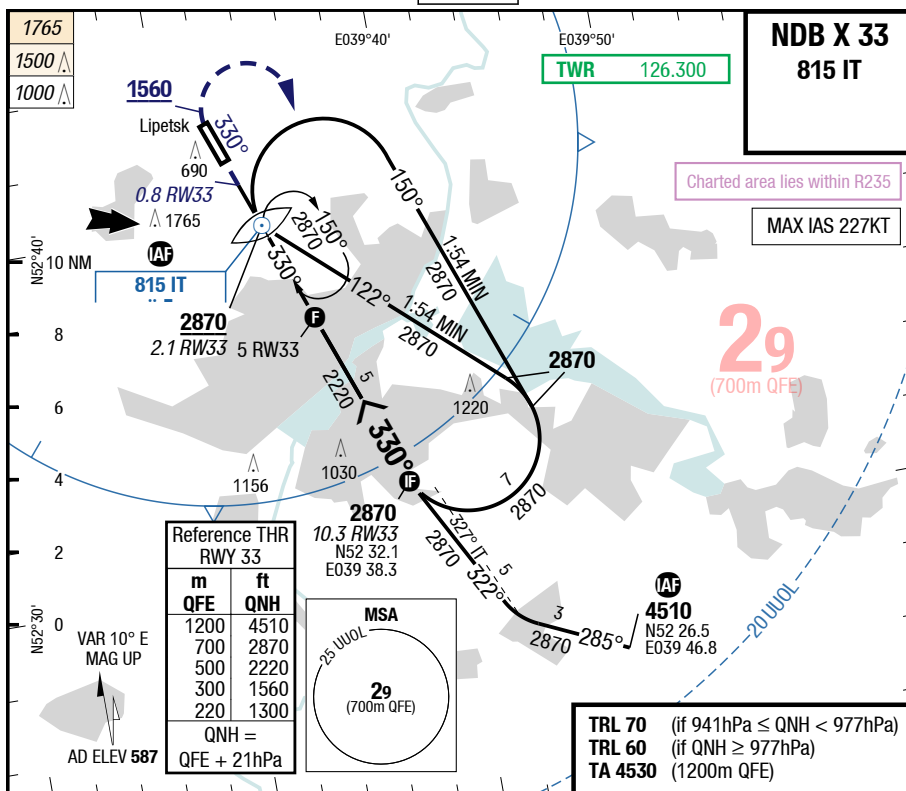 1765
1500
1000
E039°40'
E039°50'
NDB X 33
815 IT
TWR 126.300
1560
Lipetsk
330°
690
0.8 RW33
1765
Charted area lies within R235
MAX IAS 227KT
150°
1:54 MIN
2870
150°
2870
N52°40'
10 NM
IAF
815 IT
330°
122°
1:54 MIN
2870
2870
2.1 RW33
F
5 RW33
8
2870
29
(700m QFE)
5
2220
1220
6
330°
1030
1156
4
IF
7
2870
2870
10.3 RW33
N52 32.1
E039 38.3
327° IT
2870
322°
5
2
IAF
4510
N52 26.5
E039 46.8
3
2870
285°
20 UUOL
N52°30'
0
Reference THR
RWY 33
m ft
QFE QNH
1200 4510
700 2870
500 2220
300 1560
220 1300
QNH =
QFE + 21hPa
MSA
25 UUOL
29
(700m QFE)
VAR 10° E
MAG UP
AD ELEV 587
TRL 70 (if 941hPa ≤ QNH < 977hPa)
TRL 60 (if QNH ≥ 977hPa)
TA 4530 (1200m QFE)